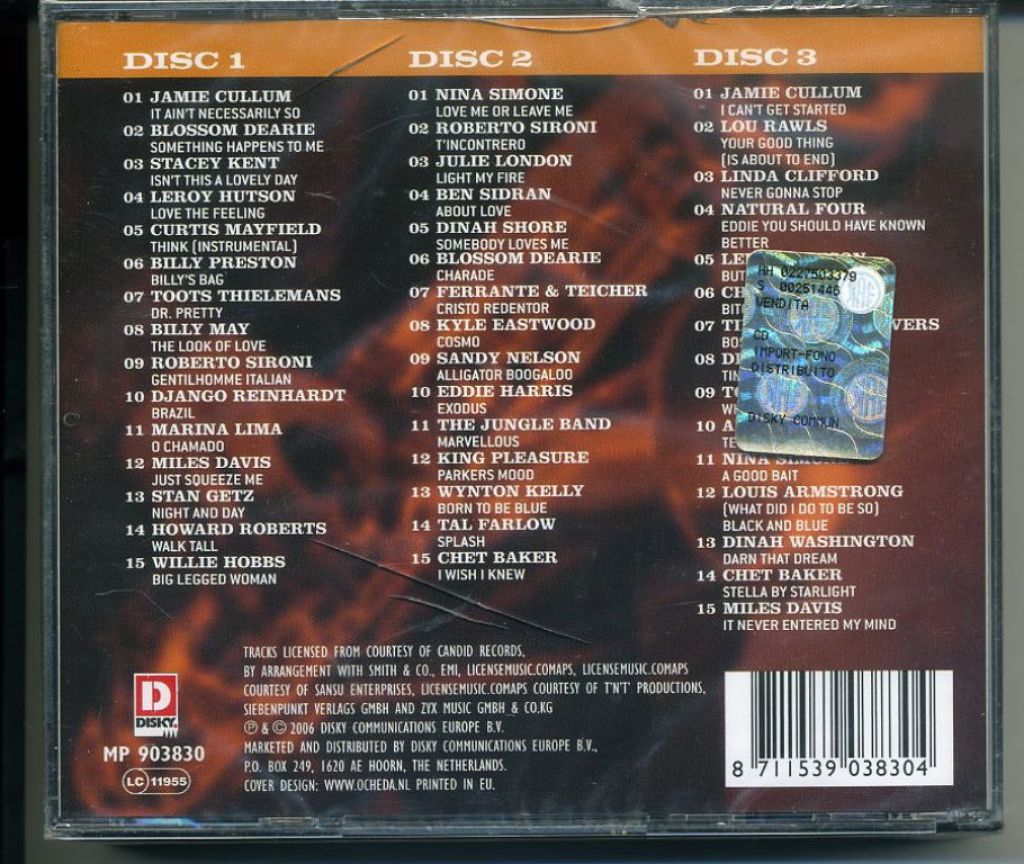 DISC 1
01 JAMIE CULLUM
IT AIN'T NECESSARILY SO
02 BLOSSOM DEARIE
SOMETHING HAPPENS TO ME
03 STACEY KENT
ISN'T THIS A LOVELY DAY
04 LEROY HUTSON
LOVE THE FEELING
05 CURTIS MAYFIELD
THINK (INSTRUMENTAL)
06 BILLY PRESTON
BILLY'S BAG
07 TOOTS THIELEMANS
DR. PRETTY
08 BILLY MAY
THE LOOK OF LOVE
09 ROBERTO SIRONI
GENTILHOMME ITALIAN
10 DJANGO REINHARDT
BRAZIL
11 MARINA LIMA
O CHAMADO
12 MILES DAVIS
JUST SQUEEZE ME
13 STAN GETZ
NIGHT AND DAY
14 HOWARD ROBERTS
WALK TALL
15 WILLIE HOBBS
BIG LEGGED WOMAN
DISC 2
01 NINA SIMONE
LOVE ME OR LEAVE ME
02 ROBERTO SIRONI
T'INCONTRERO
03 JULIE LONDON
LIGHT MY FIRE
04 BEN SIDRAN
ABOUT LOVE
05 DINAH SHORE
SOMEBODY LOVES ME
06 BLOSSOM DEARIE
CHARADE
07 FERRANTE & TEICHER
CRISTO REDENTOR
08 KYLE EASTWOOD
COSMO
09 SANDY NELSON
ALLIGATOR BOOGALOO
10 EDDIE HARRIS
EXODUS
11 THE JUNGLE BAND
MARVELLOUS
12 KING PLEASURE
PARKERS MOOD
13 WYNTON KELLY
BORN TO BE BLUE
14 TAL FARLOW
SPLASH
15 CHET BAKER
I WISH I KNEW
DISC 3
01 JAMIE CULLUM
I CAN'T GET STARTED
02 LOU RAWLS
YOUR GOOD THING
(IS ABOUT TO END)
03 LINDA CLIFFORD
NEVER GONNA STOP
04 NATURAL FOUR
EDDIE YOU SHOULD HAVE KNOWN
BETTER
05
06
07
08
09
10
11 NINA SIMONE
A GOOD BAIT
12 LOUIS ARMSTRONG
(WHAT DID I DO TO BE SO)
BLACK AND BLUE
13 DINAH WASHINGTON
DARN THAT DREAM
14 CHET BAKER
STELLA BY STARLIGHT
15 MILES DAVIS
IT NEVER ENTERED MY MIND
S 00251446
VENDITA
CD
IMPORT-FONO
DISTRIBUITO
DISKY COMMUN.
TRACKS LICENSED FROM COURTESY OF CANDID RECORDS,
BY ARRANGEMENT WITH SMITH & CO., EMI, LICENSEMUSIC.COMAPS, LICENSEMUSIC.COMAPS
COURTESY OF SANSU ENTERPRISES, LICENSEMUSIC.COMAPS COURTESY OF T'N'T' PRODUCTIONS,
SIEBENPUNKT VERLAGS GMBH AND ZYX MUSIC GMBH & CO.KG
℗ & © 2006 DISKY COMMUNICATIONS EUROPE B.V.
MARKETED AND DISTRIBUTED BY DISKY COMMUNICATIONS EUROPE B.V.,
P.O. BOX 249, 1620 AE HOORN, THE NETHERLANDS.
COVER DESIGN: WWW.OCHEDA.NL PRINTED IN EU.
D
DISKY
MP 903830
LC 11955
8 711539 038304